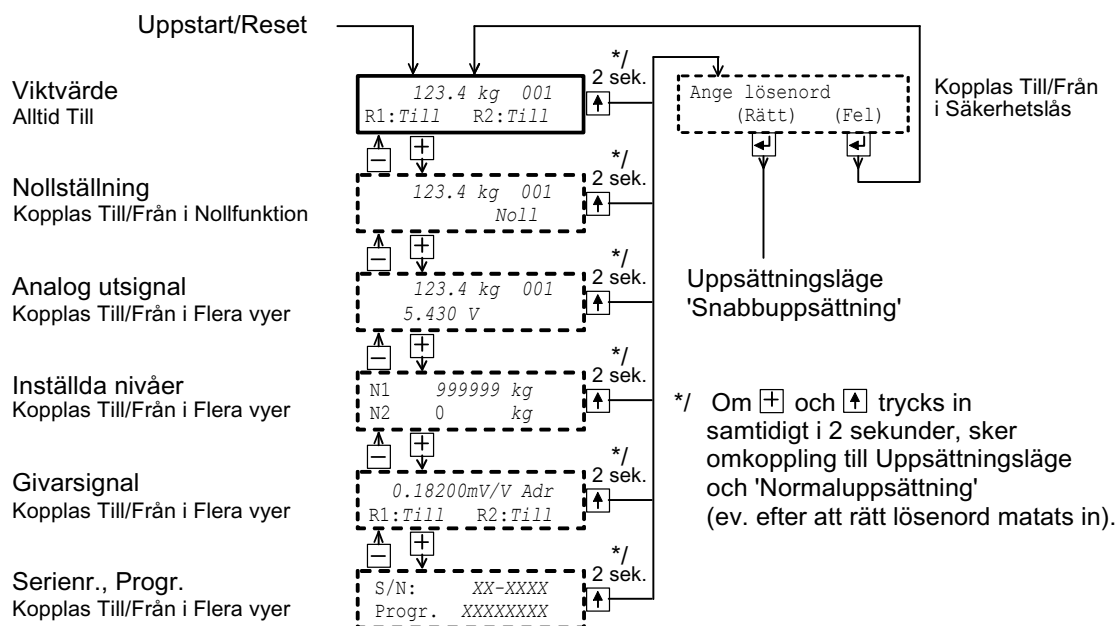 Uppstart/Reset
Viktvärde
Alltid Till
123.4 kg 001
R1:Till R2:Till
*/
2 sek.
Ange lösenord
(Rätt) (Fel)
Kopplas Till/Från
i Säkerhetslås
Nollställning
Kopplas Till/Från i Nollfunktion
123.4 kg 001
Noll
*/
2 sek.
Analog utsignal
Kopplas Till/Från i Flera vyer
123.4 kg 001
5.430 V
*/
2 sek.
Uppsättningsläge
'Snabbuppsättning'
Inställda nivåer
Kopplas Till/Från i Flera vyer
N1 999999 kg
N2 0 kg
*/
2 sek.
*/ Om + och ↑ trycks in
samtidigt i 2 sekunder, sker
omkoppling till Uppsättningsläge
och 'Normaluppsättning'
(ev. efter att rätt lösenord matats in).
Givarsignal
Kopplas Till/Från i Flera vyer
0.18200mV/V Adr
R1:Till R2:Till
*/
2 sek.
Serienr., Progr.
Kopplas Till/Från i Flera vyer
S/N: XX-XXXX
Progr. XXXXXXXX
*/
2 sek.